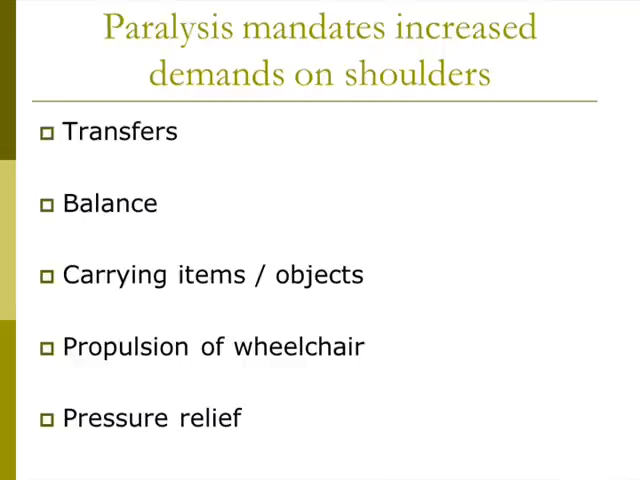 Paralysis mandates increased
demands on shoulders
Transfers
Balance
Carrying items / objects
Propulsion of wheelchair
Pressure relief